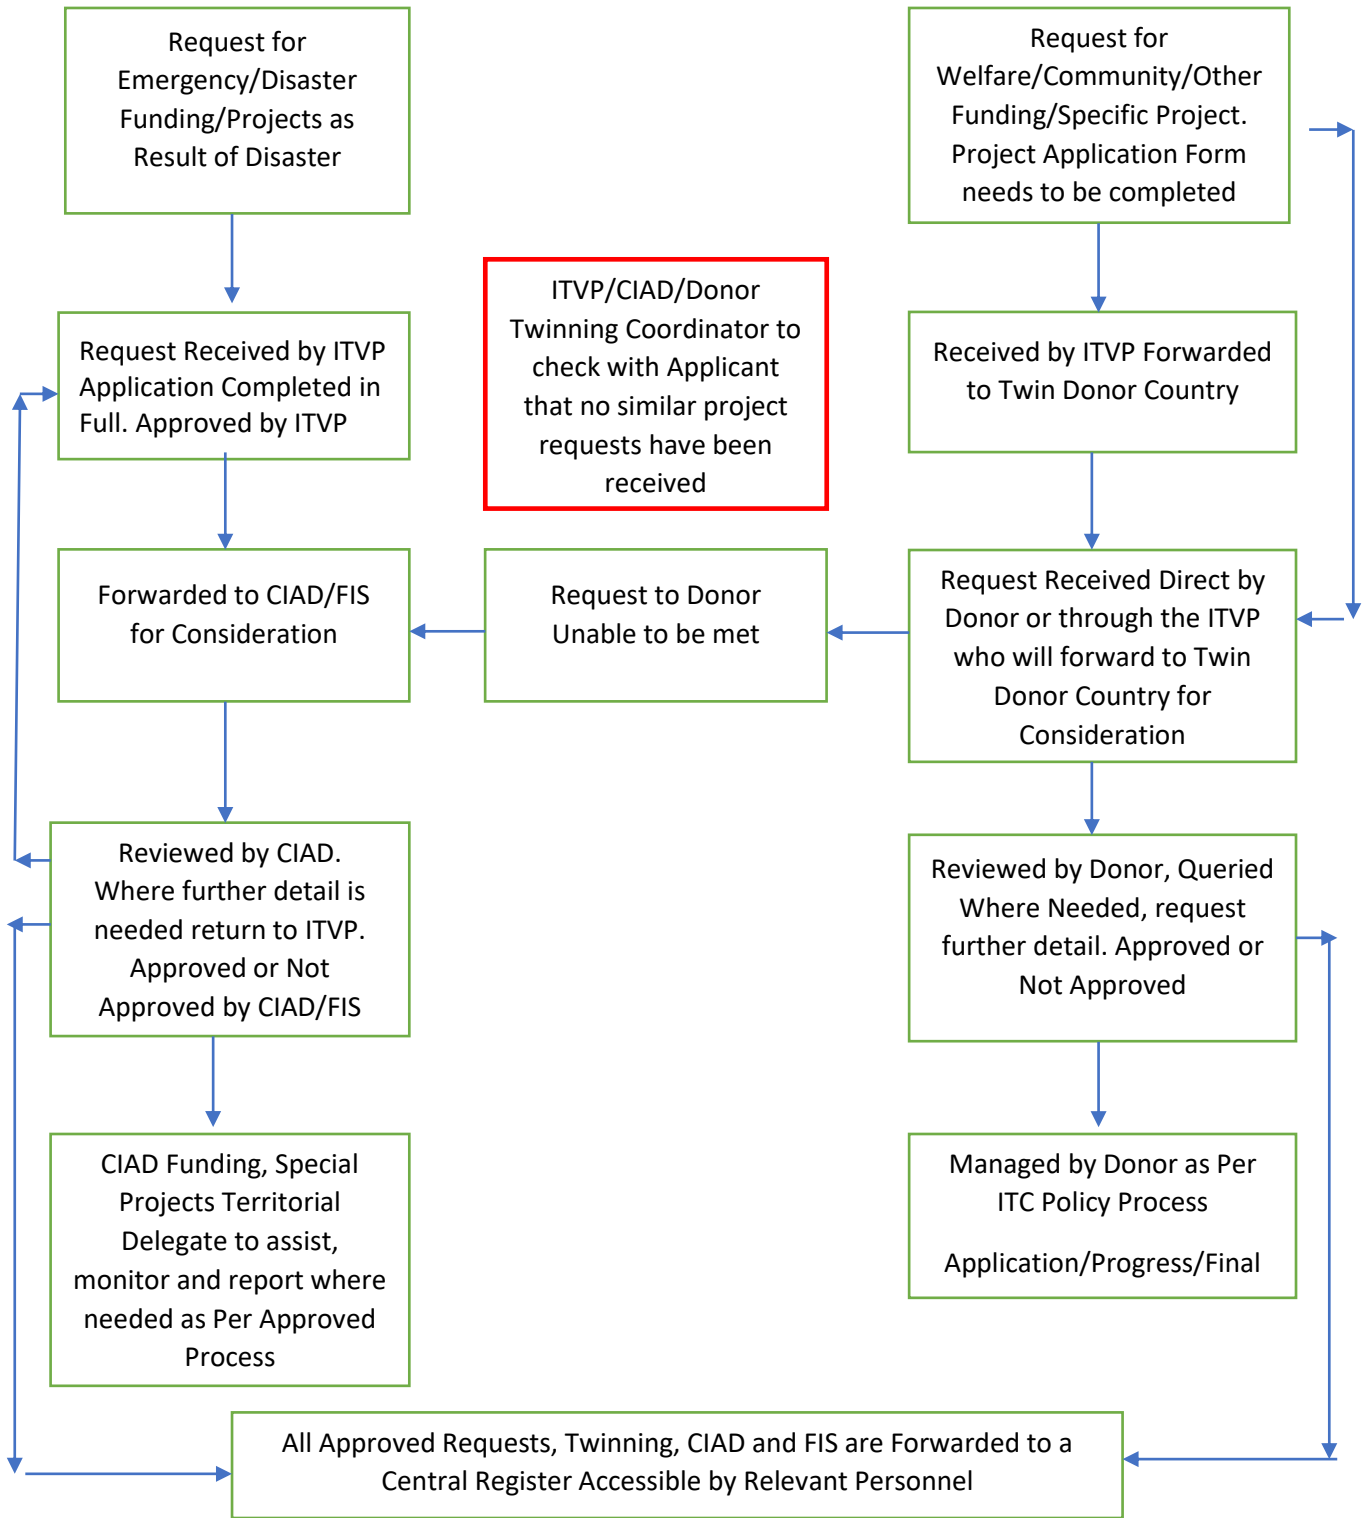 Request for
Emergency/Disaster
Funding/Projects as
Result of Disaster
Request for
Welfare/Community/Other
Funding/Specific Project.
Project Application Form
needs to be completed
ITVP/CIAD/Donor
Twinning Coordinator to
check with Applicant
that no similar project
requests have been
received
Request Received by ITVP
Application Completed in
Full. Approved by ITVP
Received by ITVP Forwarded
to Twin Donor Country
Forwarded to CIAD/FIS
for Consideration
Request to Donor
Unable to be met
Request Received Direct by
Donor or through the ITVP
who will forward to Twin
Donor Country for
Consideration
Reviewed by CIAD.
Where further detail is
needed return to ITVP.
Approved or Not
Approved by CIAD/FIS
Reviewed by Donor, Queried
Where Needed, request
further detail. Approved or
Not Approved
CIAD Funding, Special
Projects Territorial
Delegate to assist,
monitor and report where
needed as Per Approved
Process
Managed by Donor as Per
ITC Policy Process
Application/Progress/Final
All Approved Requests, Twinning, CIAD and FIS are Forwarded to a
Central Register Accessible by Relevant Personnel